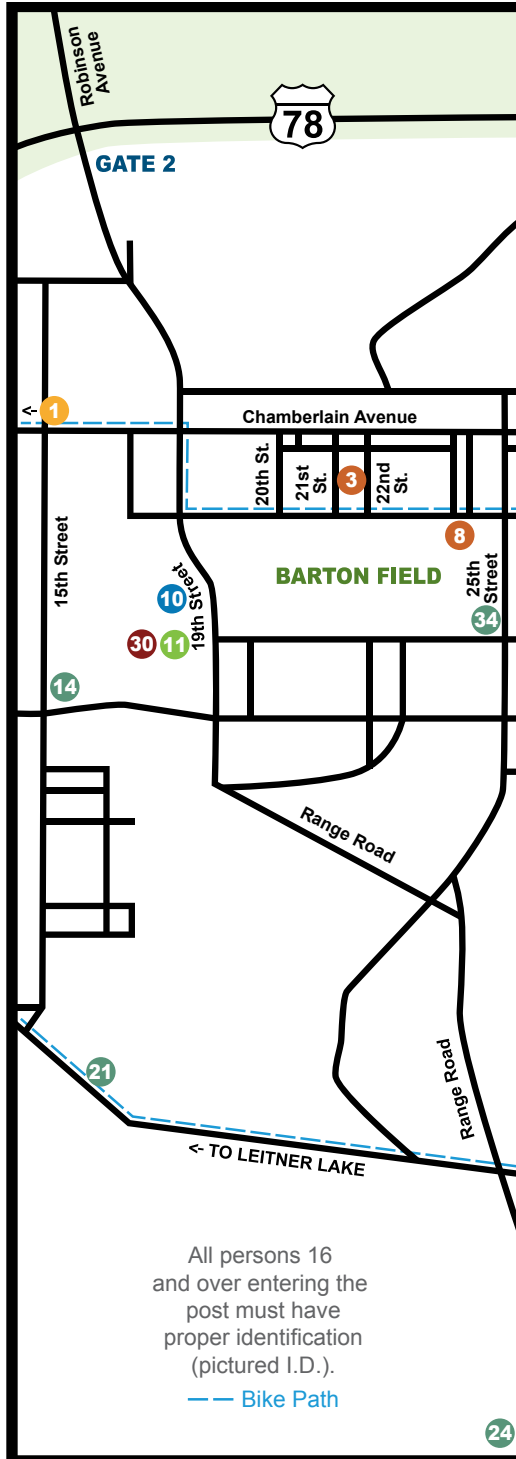 Robinson
Avenue
78
GATE 2
<- 1
Chamberlain Avenue
20th St.
21st
St.
3
22nd
St.
8
15th Street
BARTON FIELD
25th
Street
10
19th Street
34
30
11
14
Range Road
21
Range Road
<- TO LEITNER LAKE
All persons 16
and over entering the
post must have
proper identification
(pictured I.D.).
Bike Path
24